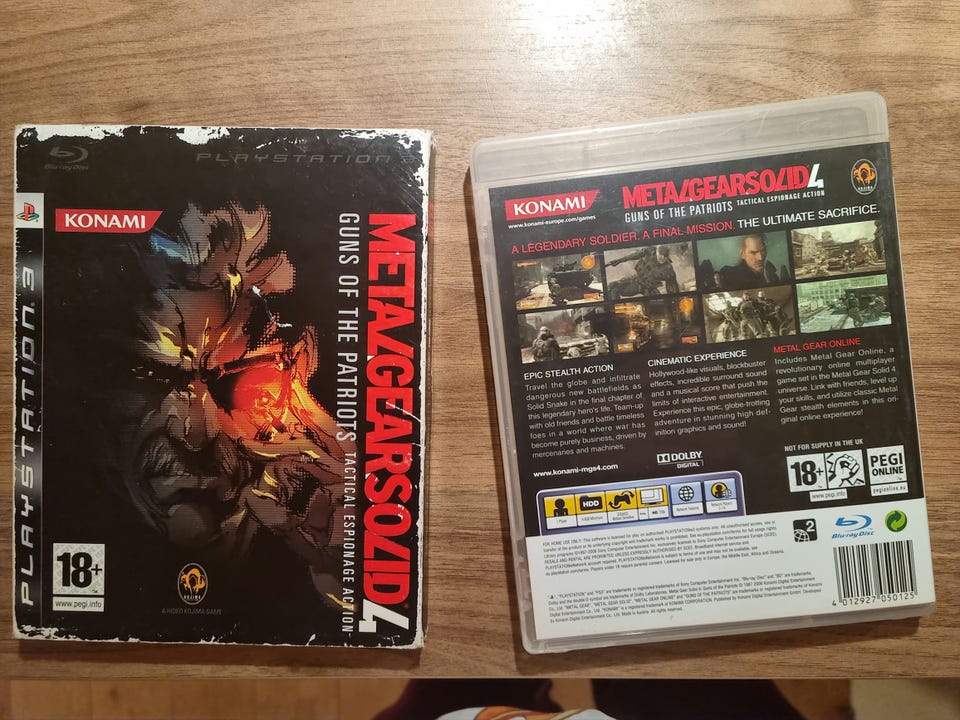 Blu-ray Disc
PLAYSTATION 3
PLAYSTATION 3
KONAMI
METAL GEAR SOLID 4
GUNS OF THE PATRIOTS TACTICAL ESPIONAGE ACTION
18+
www.pegi.info
A HIDEO KOJIMA GAME
KONAMI
www.konami-europe.com/games
METAL GEAR SOLID 4
GUNS OF THE PATRIOTS TACTICAL ESPIONAGE ACTION
A LEGENDARY SOLDIER. A FINAL MISSION. THE ULTIMATE SACRIFICE.
EPIC STEALTH ACTION
Travel the globe and infiltrate
dangerous new battlefields as
Solid Snake in the final chapter of
this legendary hero's life. Team-up
with old friends and battle timeless
foes in a world where war has
become purely business, driven by
mercenaries and machines.
CINEMATIC EXPERIENCE
Hollywood-like visuals, blockbuster
effects, incredible surround sound
and a musical score that push the
limits of interactive entertainment.
Experience this epic, globe-trotting
adventure in stunning high def-
inition graphics and sound!
METAL GEAR ONLINE
Includes Metal Gear Online, a
revolutionary online multiplayer
game set in the Metal Gear Solid 4
universe. Link with friends, level up
your skills, and utilize classic Metal
Gear stealth elements in this ori-
ginal online experience!
www.konami-mgs4.com
DOLBY
DIGITAL
NOT FOR SUPPLY IN THE UK
18+
www.pegi.info
PEGI
ONLINE
pegionline.eu
1 Player
HDD
2
Blu-ray Disc
4 012927 050125